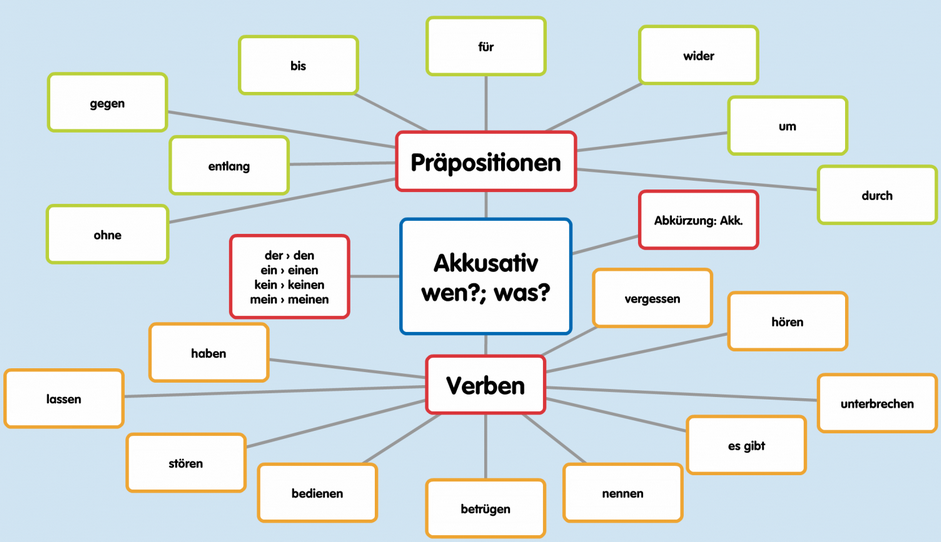 für
wider
bis
gegen
um
entlang
Präpositionen
durch
ohne
Abkürzung: Akk.
der › den
ein › einen
kein › keinen
mein › meinen
Akkusativ
wen?; was?
vergessen
hören
haben
Verben
lassen
unterbrechen
es gibt
stören
bedienen
nennen
betrügen